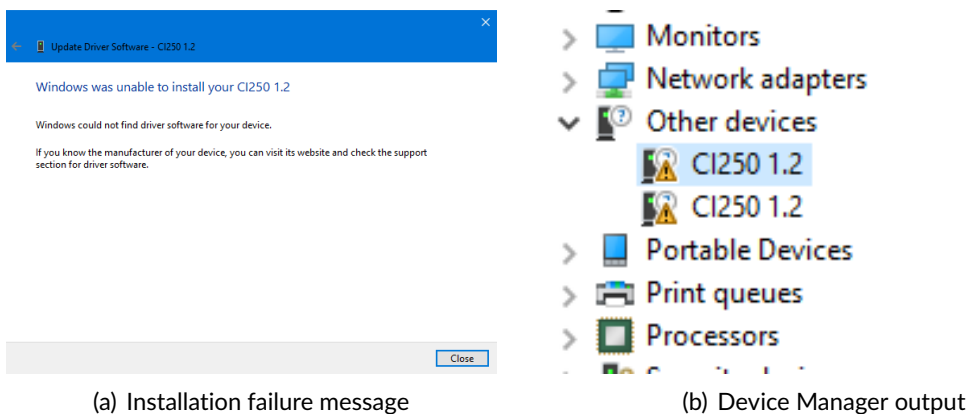 Update Driver Software - CI250 1.2
Windows was unable to install your CI250 1.2
Windows could not find driver software for your device.
If you know the manufacturer of your device, you can visit its website and check the support
section for driver software.
Close
(a) Installation failure message
Monitors
Network adapters
Other devices
CI250 1.2
CI250 1.2
Portable Devices
Print queues
Processors
(b) Device Manager output